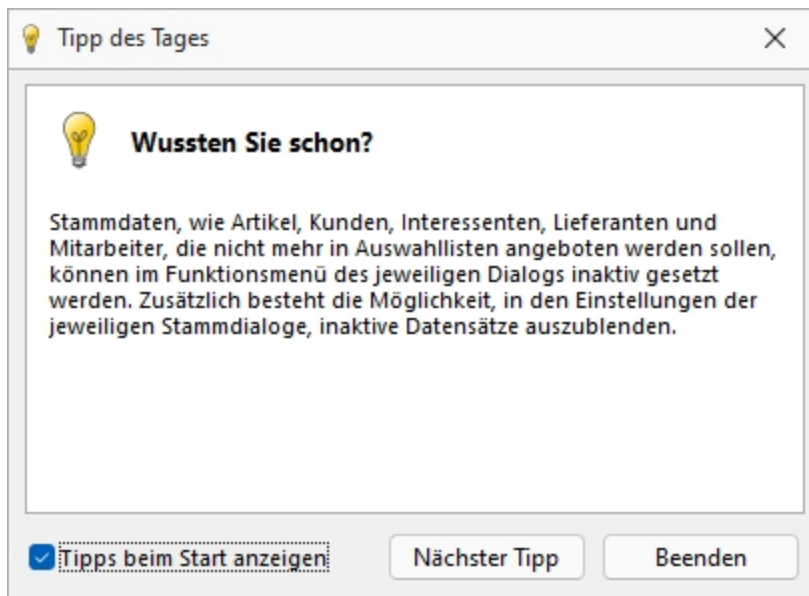 Tipp des Tages
Wussten Sie schon?
Stammdaten, wie Artikel, Kunden, Interessenten, Lieferanten und
Mitarbeiter, die nicht mehr in Auswahllisten angeboten werden sollen,
können im Funktionsmenü des jeweiligen Dialogs inaktiv gesetzt
werden. Zusätzlich besteht die Möglichkeit, in den Einstellungen der
jeweiligen Stammdialoge, inaktive Datensätze auszublenden.
Tipps beim Start anzeigen
Nächster Tipp
Beenden